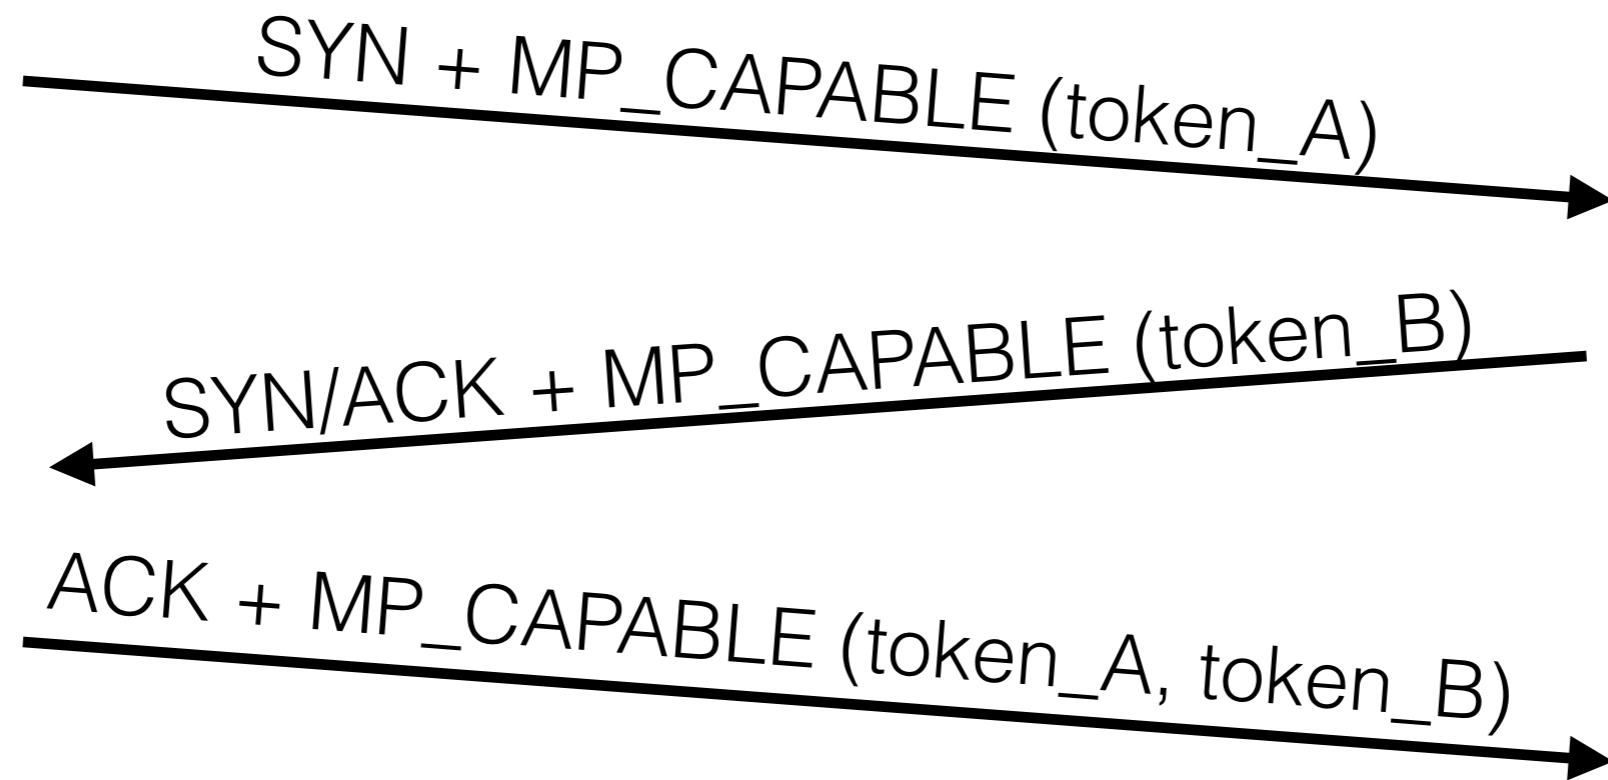 SYN + MP_CAPABLE (token_A)
SYN/ACK + MP_CAPABLE (token_B)
ACK + MP_CAPABLE (token_A, token_B)